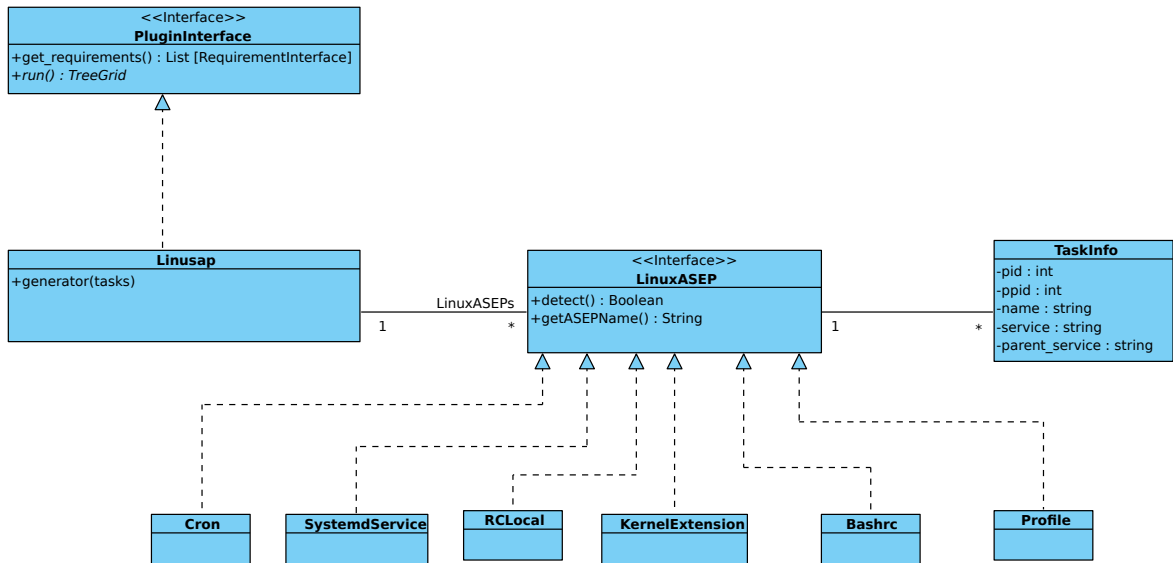 <<Interface>>
PluginInterface
+get_requirements() : List [RequirementInterface]
+run() : TreeGrid
Linusap
+generator(tasks)
LinuxASEPs
1
*
<<Interface>>
LinuxASEP
+detect() : Boolean
+getASEPName() : String
1
*
TaskInfo
-pid : int
-ppid : int
-name : string
-service : string
-parent_service : string
Cron
SystemdService
RCLocal
KernelExtension
Bashrc
Profile